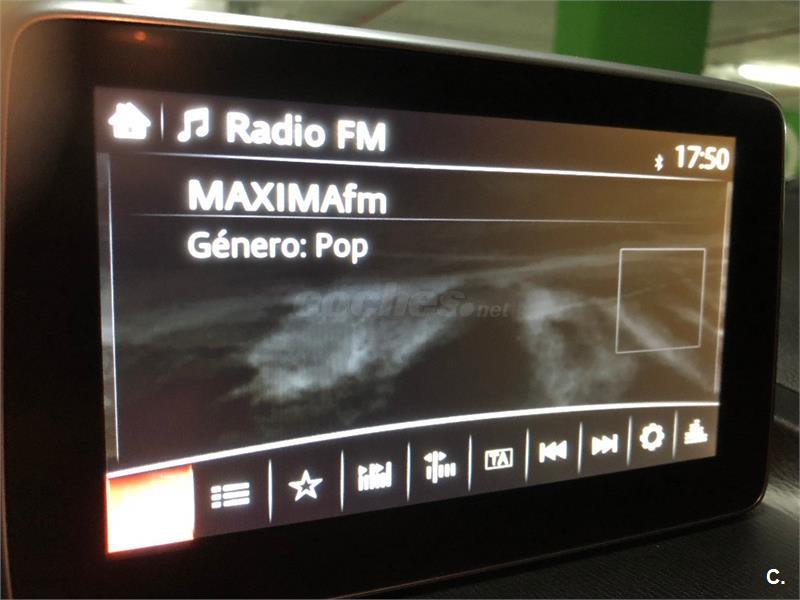 Radio FM
17:50
MAXIMAfm
Género: Pop
coches.net
TA
C.